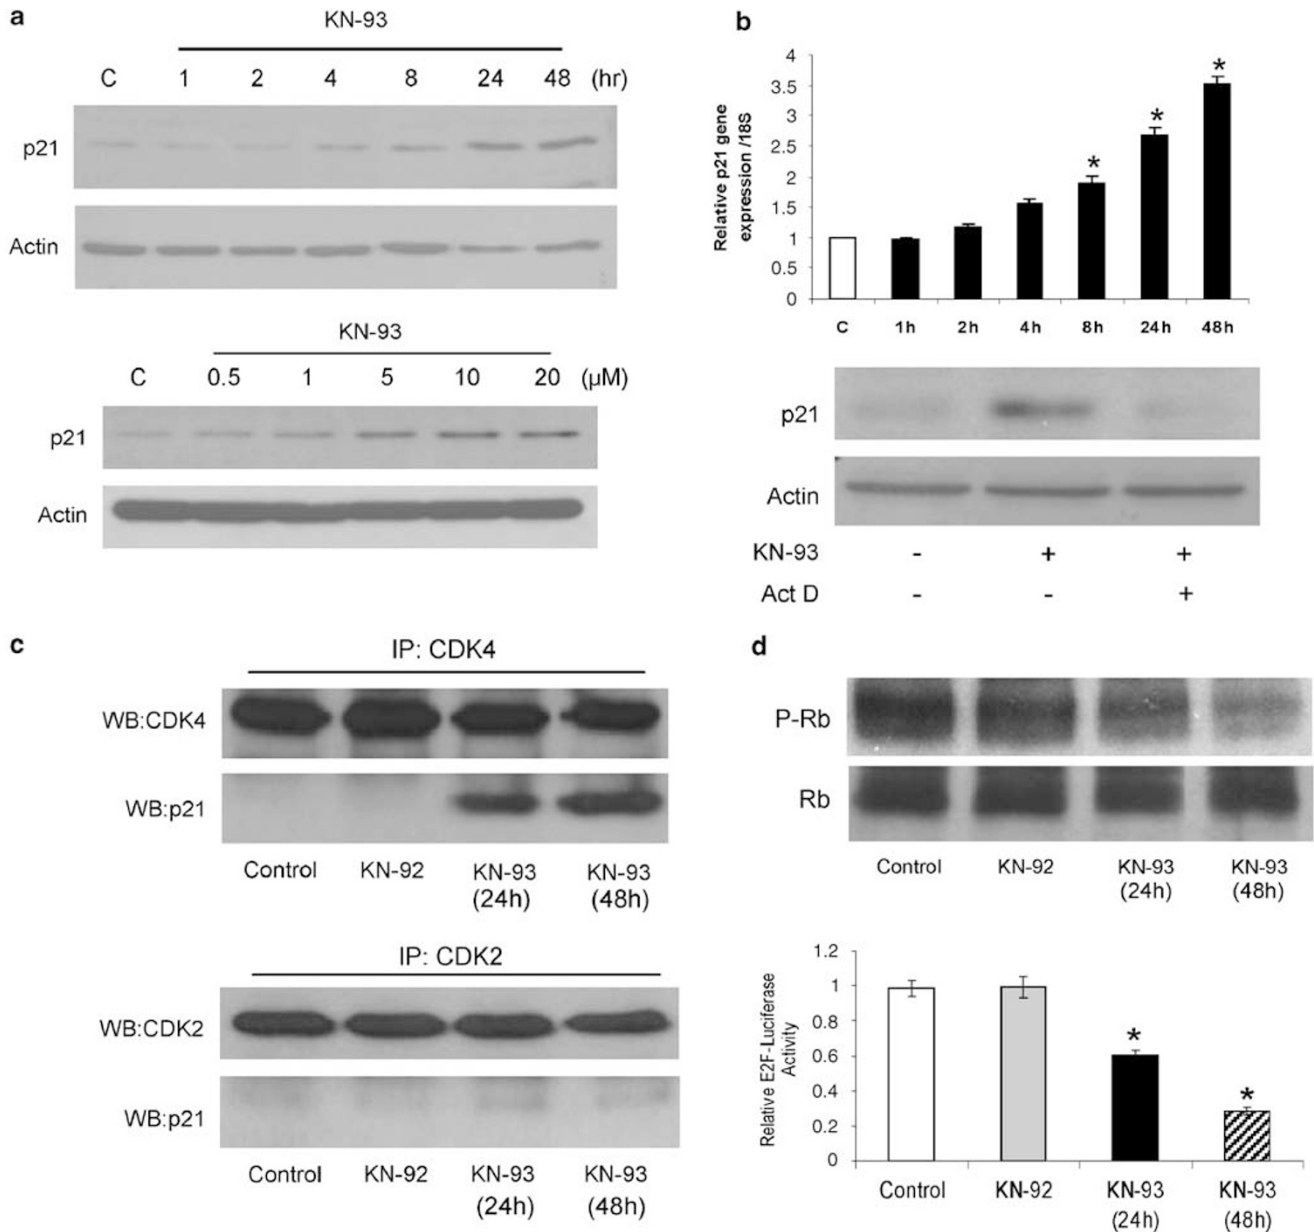 a
KN-93
C 1 2 4 8 24 48 (hr)
p21
Actin
KN-93
C 0.5 1 5 10 20 (µM)
p21
Actin
b
Relative p21 gene
expression /18S
4
3.5
3
2.5
2
1.5
1
0.5
0
* * *
C 1h 2h 4h 8h 24h 48h
p21
Actin
KN-93 - + +
Act D - - +
c
IP: CDK4
WB:CDK4
WB:p21
Control KN-92 KN-93 KN-93
(24h) (48h)
IP: CDK2
WB:CDK2
WB:p21
Control KN-92 KN-93 KN-93
(24h) (48h)
d
P-Rb
Rb
Control KN-92 KN-93 KN-93
(24h) (48h)
Relative E2F-Luciferase
Activity
1.2
1
0.8
0.6
0.4
0.2
0
* *
Control KN-92 KN-93 KN-93
(24h) (48h)